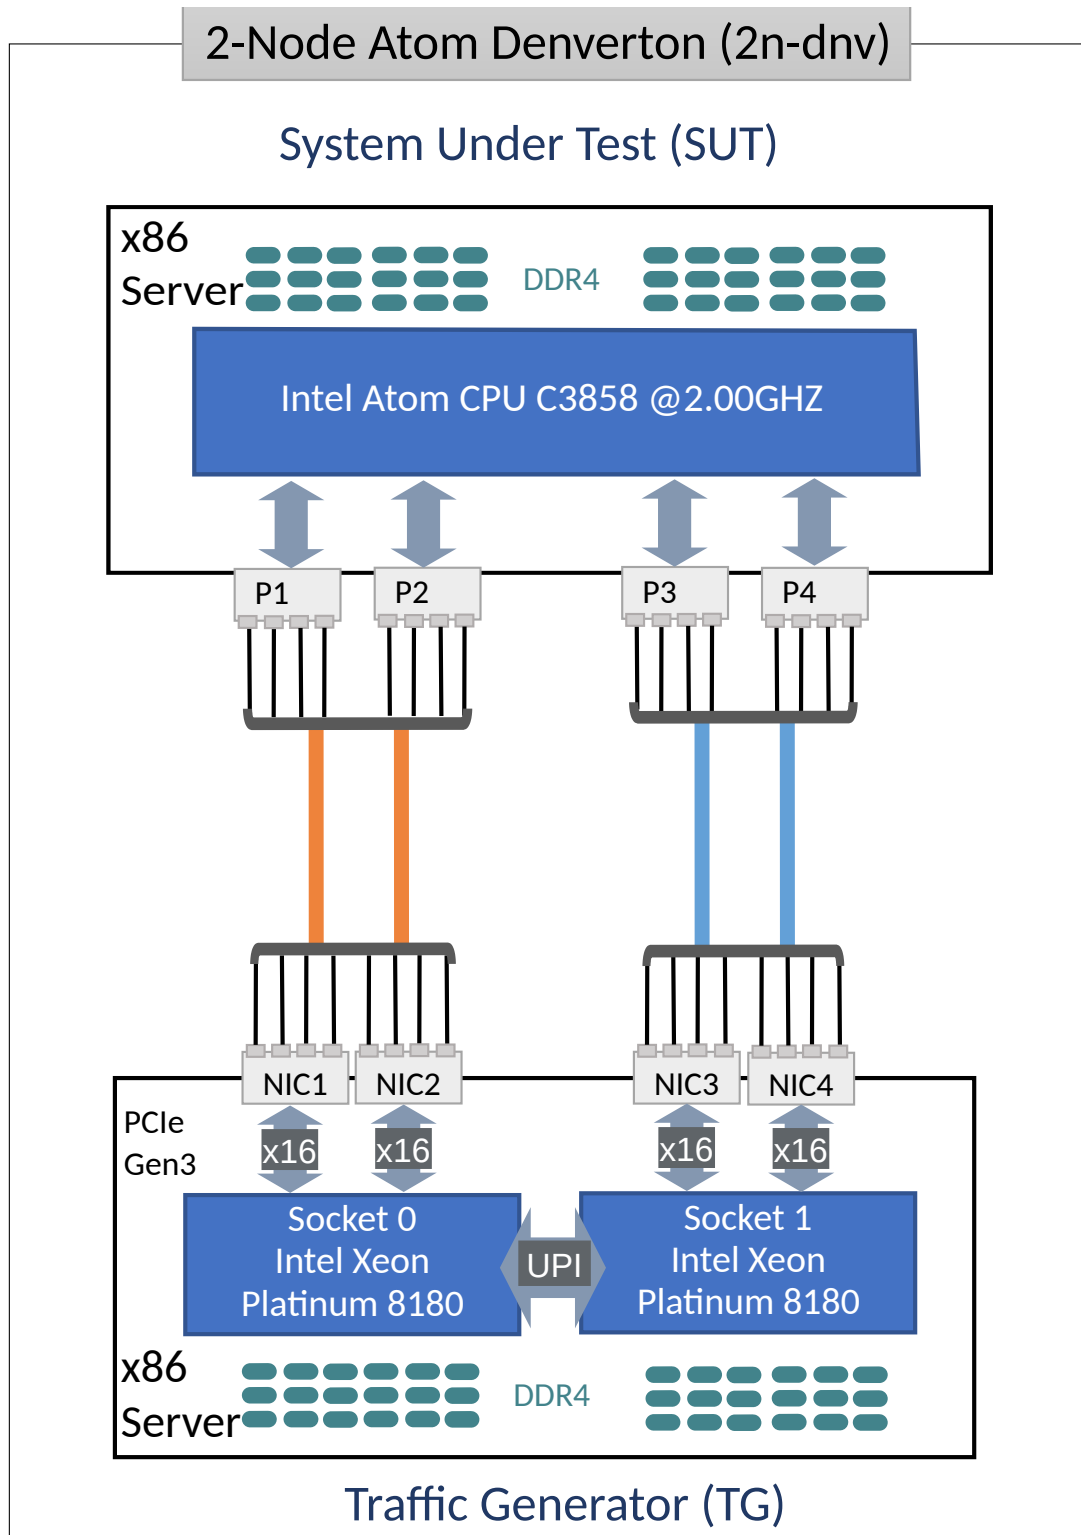 2-Node Atom Denverton (2n-dnv)
System Under Test (SUT)
x86
Server
DDR4
Intel Atom CPU C3858 @2.00GHZ
P1
P2
P3
P4
NIC1
NIC2
NIC3
NIC4
PCIe
Gen3
x16
x16
x16
x16
Socket 0
Intel Xeon
Platinum 8180
UPI
Socket 1
Intel Xeon
Platinum 8180
x86
Server
DDR4
Traffic Generator (TG)